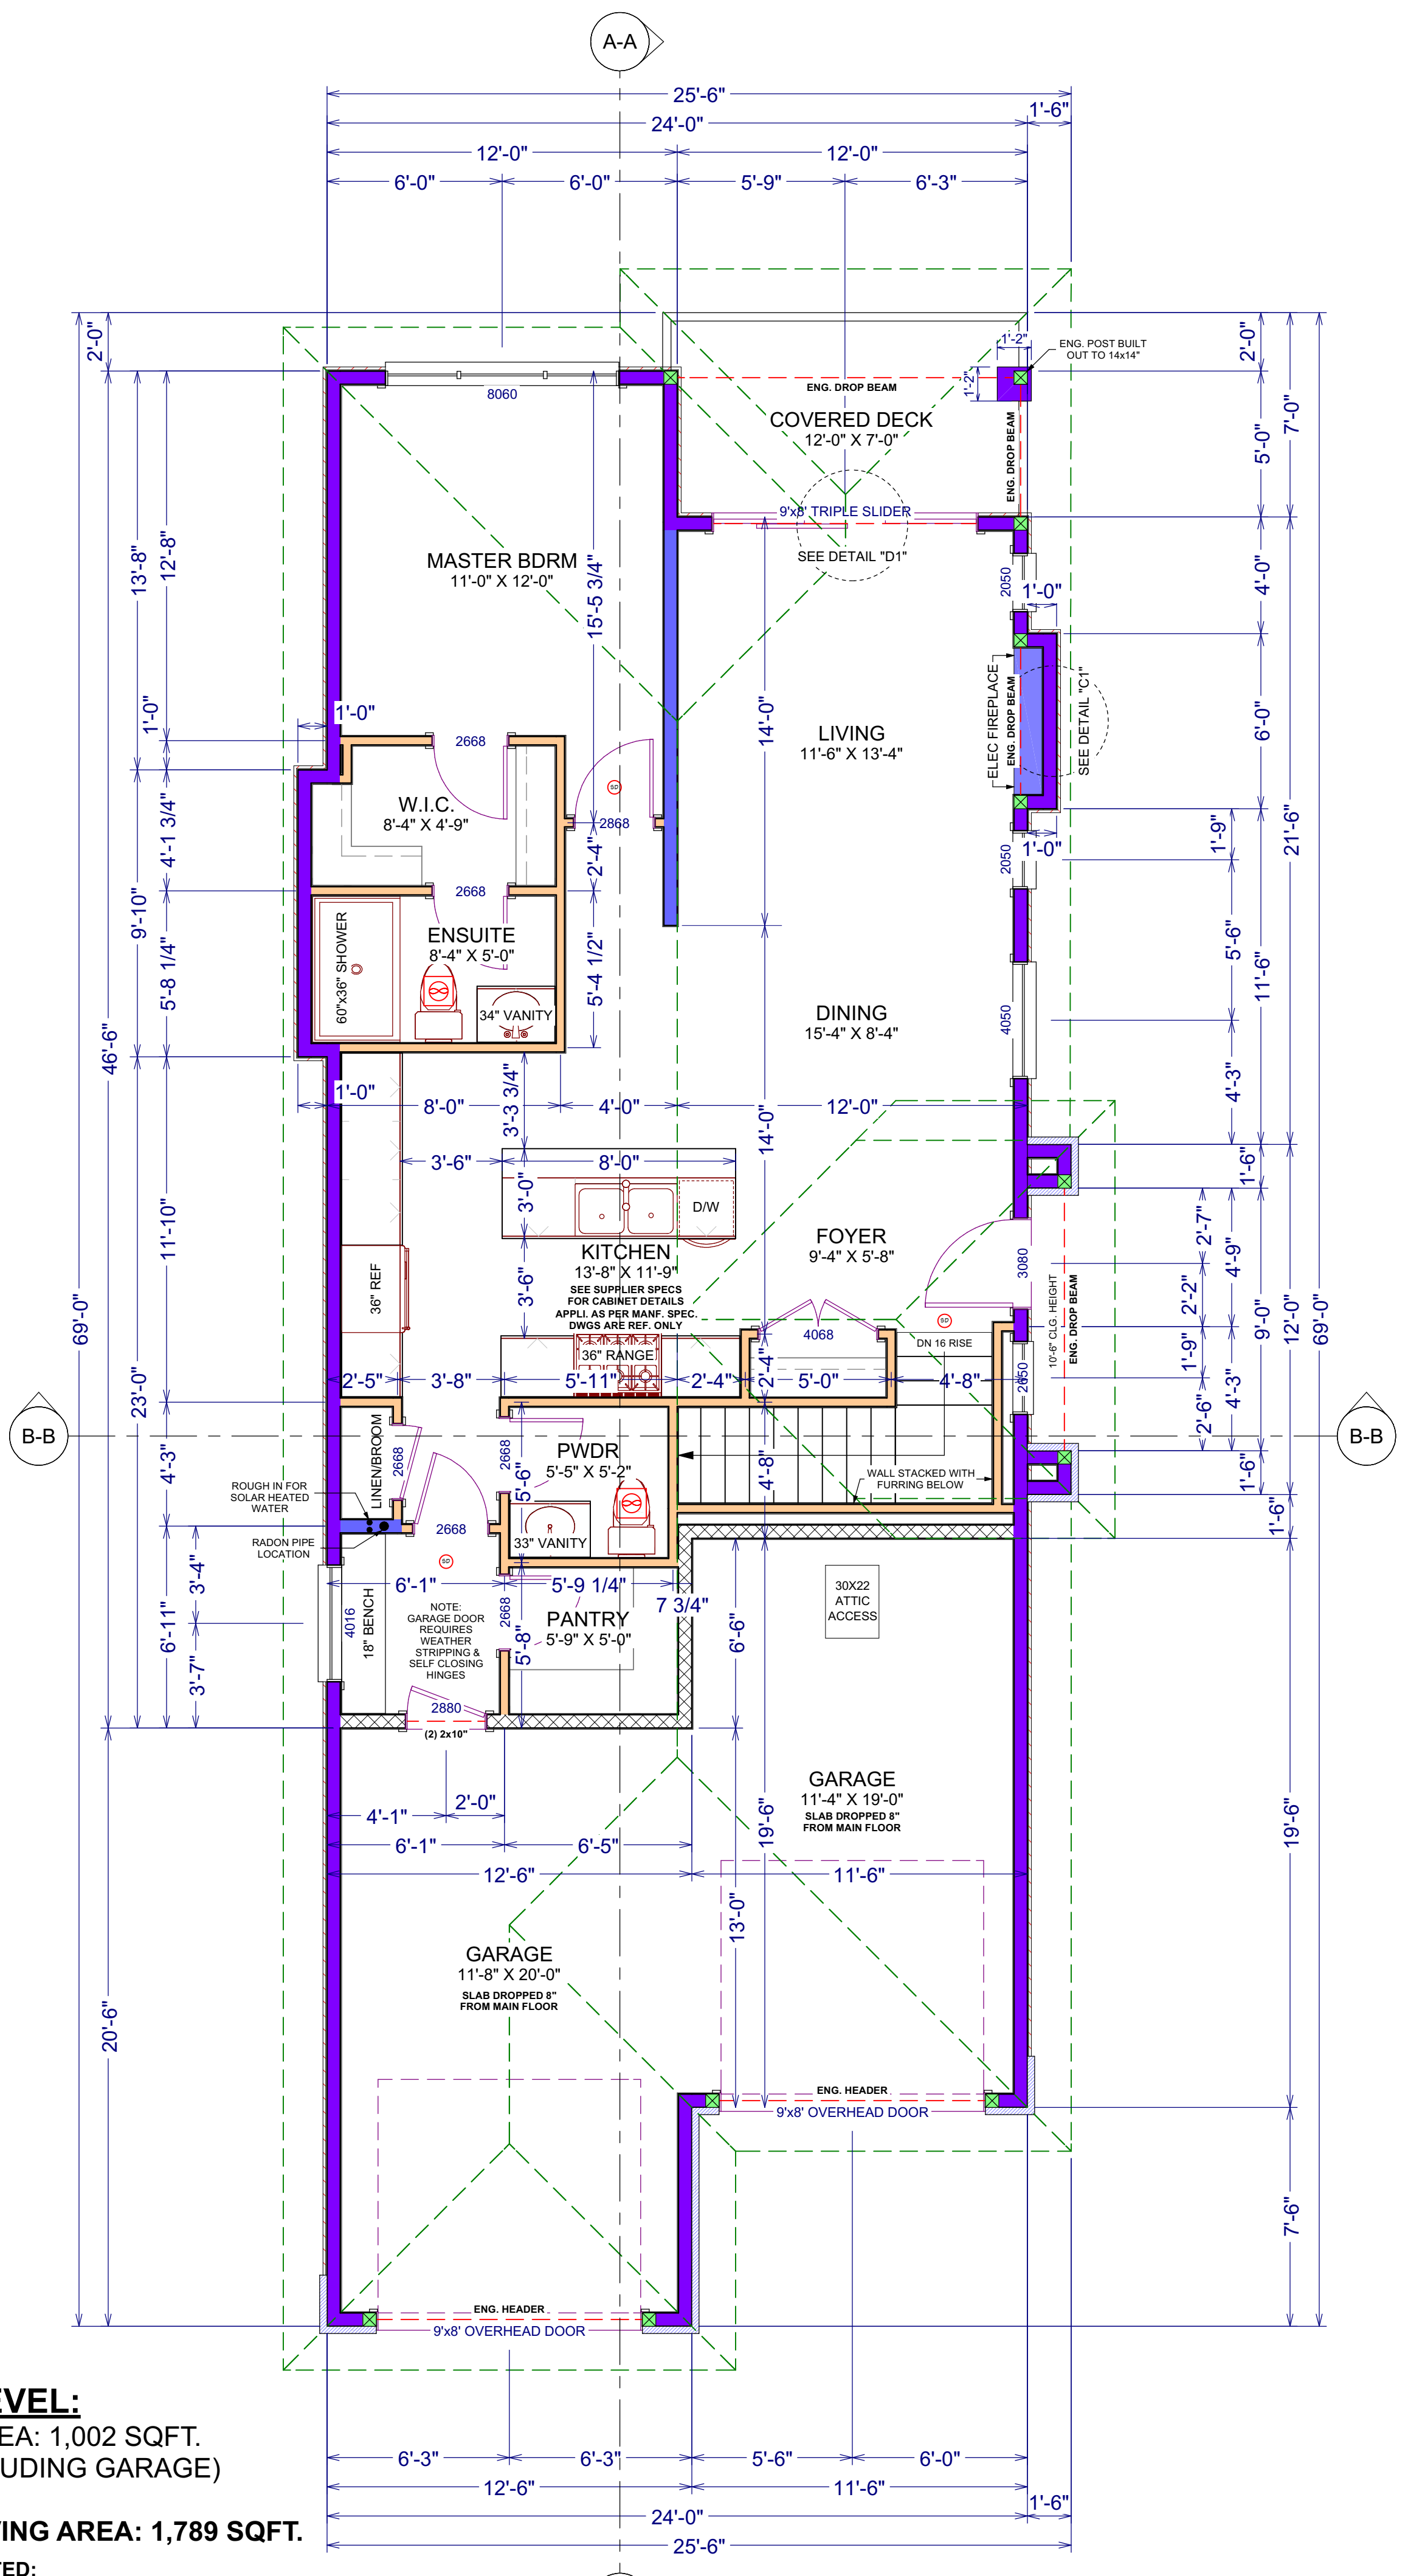 A-A
25'-6"
1'-6"
24'-0"
12'-0"
12'-0"
6'-0"
6'-0"
5'-9"
6'-3"
2'-0"
1'-2"
ENG. POST BUILT
OUT TO 14x14"
2'-0"
8060
ENG. DROP BEAM
1'-2"
COVERED DECK
12'-0" X 7'-0"
ENG. DROP BEAM
5'-0"
7'-0"
9'x8' TRIPLE SLIDER
SEE DETAIL "D1"
MASTER BDRM
11'-0" X 12'-0"
15'-5 3/4"
13'-8"
12'-8"
2050
1'-0"
4'-0"
1'-0"
1'-0"
14'-0"
LIVING
11'-6" X 13'-4"
ELEC FIREPLACE
ENG. DROP BEAM
SEE DETAIL "C1"
6'-0"
2668
W.I.C.
8'-4" X 4'-9"
SD
2868
4'-1 3/4"
2'-4"
2050
1'-0"
1'-9"
21'-6"
2668
9'-10"
60"x36" SHOWER
ENSUITE
8'-4" X 5'-0"
5'-8 1/4"
5'-4 1/2"
34" VANITY
5'-6"
11'-6"
DINING
15'-4" X 8'-4"
4050
46'-6"
4'-3"
1'-0"
8'-0"
3'-3 3/4"
4'-0"
12'-0"
14'-0"
3'-6"
8'-0"
1'-6"
3'-0"
D/W
11'-10"
KITCHEN
13'-8" X 11'-9"
SEE SUPPLIER SPECS
FOR CABINET DETAILS
APPLI. AS PER MANF. SPEC.
DWGS ARE REF. ONLY
FOYER
9'-4" X 5'-8"
3080
2'-7"
4'-9"
36" REF
3'-6"
2'-2"
10'-6" CLG. HEIGHT
ENG. DROP BEAM
69'-0"
9'-0"
12'-0"
69'-0"
SD
4068
DN 16 RISE
36" RANGE
2'-4"
1'-9"
2'-5"
3'-8"
5'-11"
2'-4"
5'-0"
4'-8"
2650
4'-3"
23'-0"
2'-6"
B-B
B-B
4'-3"
LINEN/BROOM
2668
2668
PWDR
5'-5" X 5'-2"
5'-6"
4'-8"
WALL STACKED WITH
FURRING BELOW
1'-6"
ROUGH IN FOR
SOLAR HEATED
WATER
2668
33" VANITY
1'-6"
RADON PIPE
LOCATION
SD
3'-4"
6'-1"
5'-9 1/4"
7 3/4"
30X22
ATTIC
ACCESS
6'-11"
4016
18" BENCH
NOTE:
GARAGE DOOR
REQUIRES
WEATHER
STRIPPING &
SELF CLOSING
HINGES
2668
PANTRY
5'-9" X 5'-0"
5'-8"
6'-6"
3'-7"
2880
(2) 2x10"
GARAGE
11'-4" X 19'-0"
SLAB DROPPED 8"
FROM MAIN FLOOR
4'-1"
2'-0"
19'-6"
19'-6"
6'-1"
6'-5"
12'-6"
11'-6"
13'-0"
GARAGE
11'-8" X 20'-0"
SLAB DROPPED 8"
FROM MAIN FLOOR
20'-6"
ENG. HEADER
9'x8' OVERHEAD DOOR
7'-6"
ENG. HEADER
9'x8' OVERHEAD DOOR
EVEL:
EA: 1,002 SQFT.
UDING GARAGE)
6'-3"
6'-3"
5'-6"
6'-0"
12'-6"
11'-6"
1'-6"
24'-0"
VING AREA: 1,789 SQFT.
25'-6"
TED: